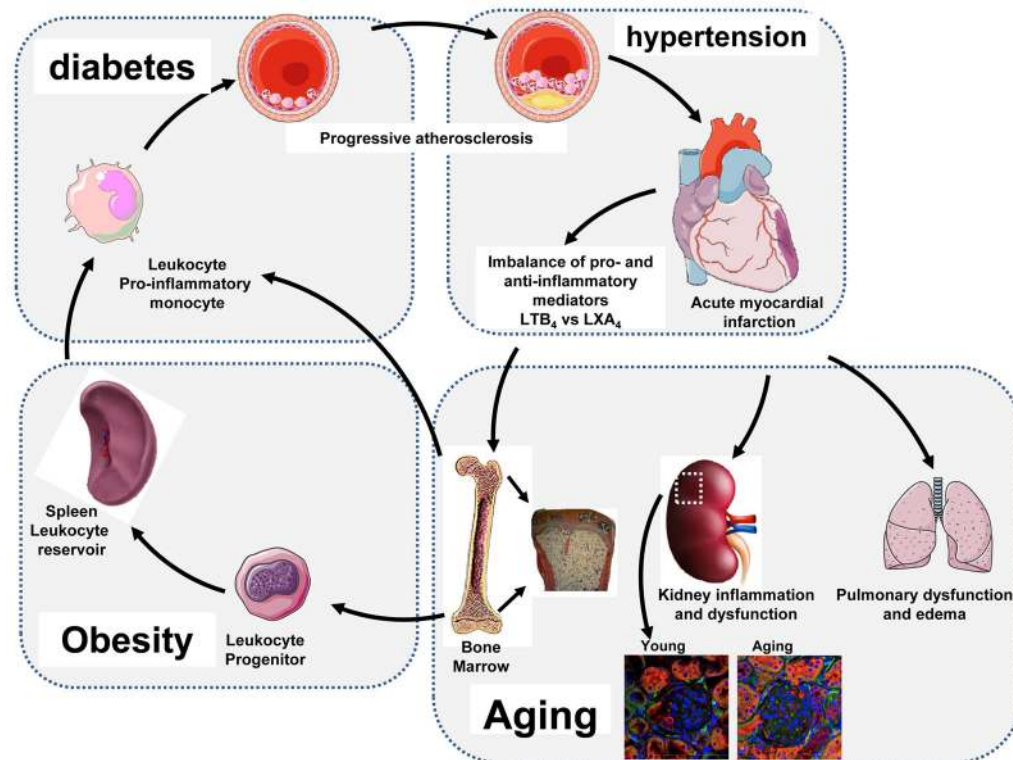 diabetes
hypertension
Progressive atherosclerosis
Leukocyte
Pro-inflammatory
monocyte
Imbalance of pro- and
anti-inflammatory
mediators
LTB₄ vs LXA₄
Acute myocardial
infarction
Spleen
Leukocyte
reservoir
Leukocyte
Progenitor
Obesity
Bone
Marrow
Kidney inflammation
and dysfunction
Pulmonary dysfunction
and edema
Young
Aging
Aging